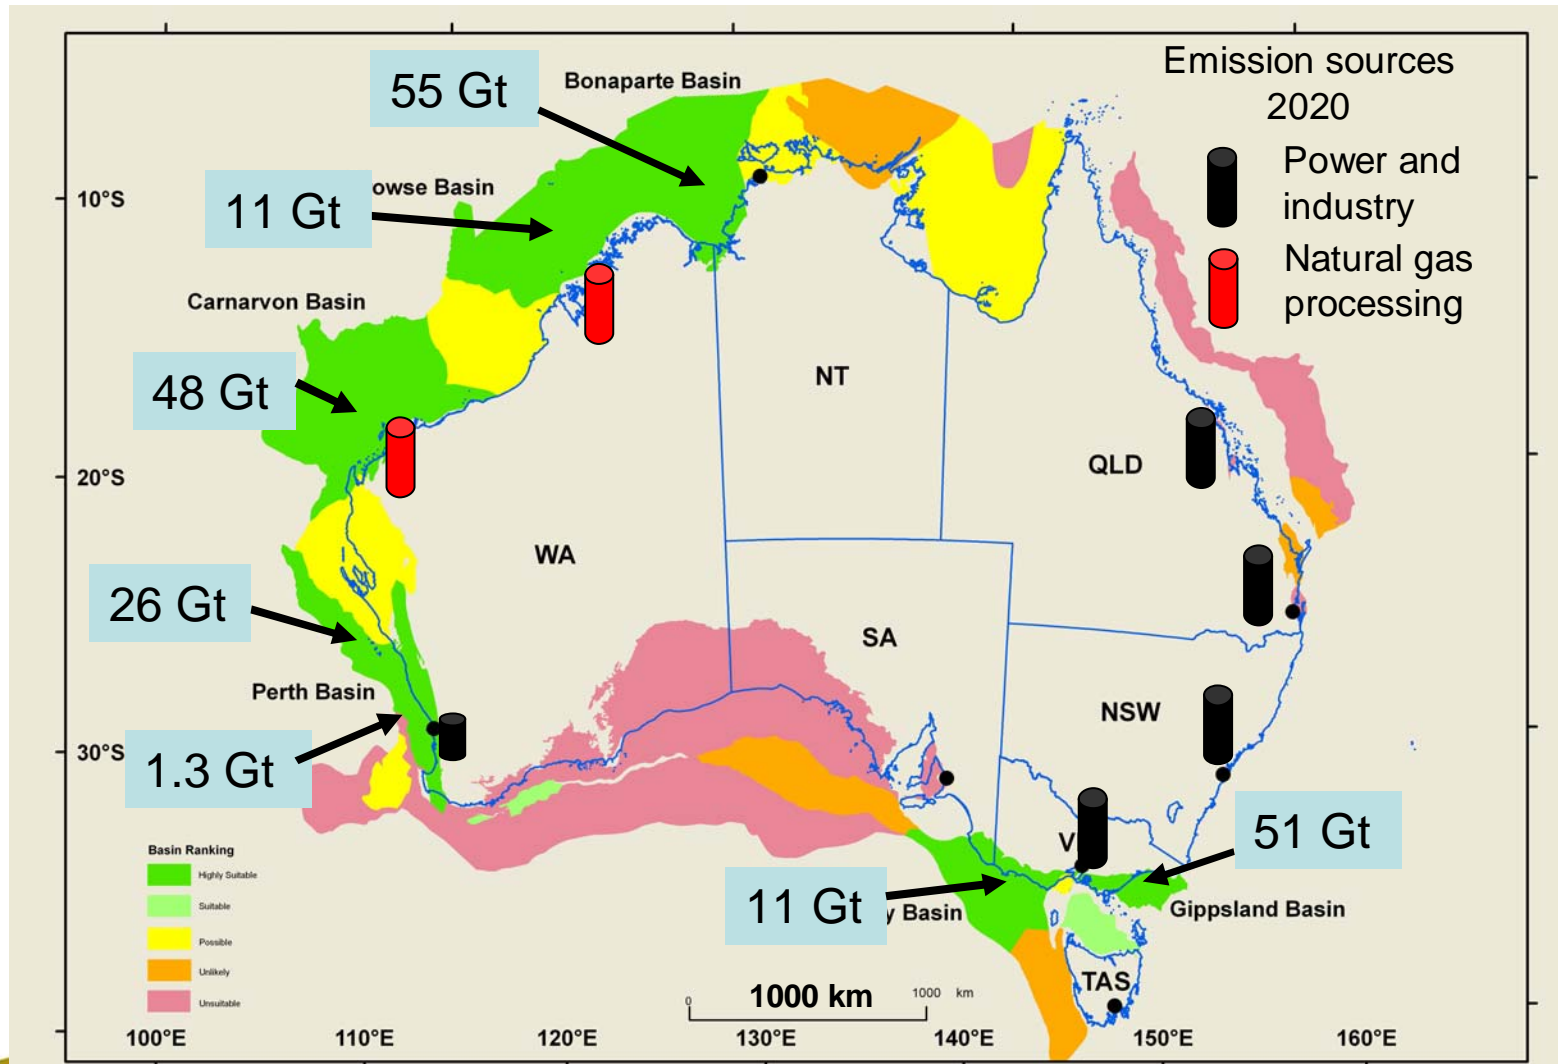 Emission sources
2020
Power and
industry
Natural gas
processing
55 Gt
Bonaparte Basin
11 Gt
owse Basin
10°S
Carnarvon Basin
48 Gt
NT
QLD
20°S
WA
26 Gt
SA
Perth Basin
NSW
1.3 Gt
30°S
V
51 Gt
11 Gt
y Basin
Gippsland Basin
Basin Ranking
Highly Suitable
Suitable
Possible
Unlikely
Unsuitable
TAS
0
1000 km
1000 km
100°E
110°E
120°E
130°E
140°E
150°E
160°E